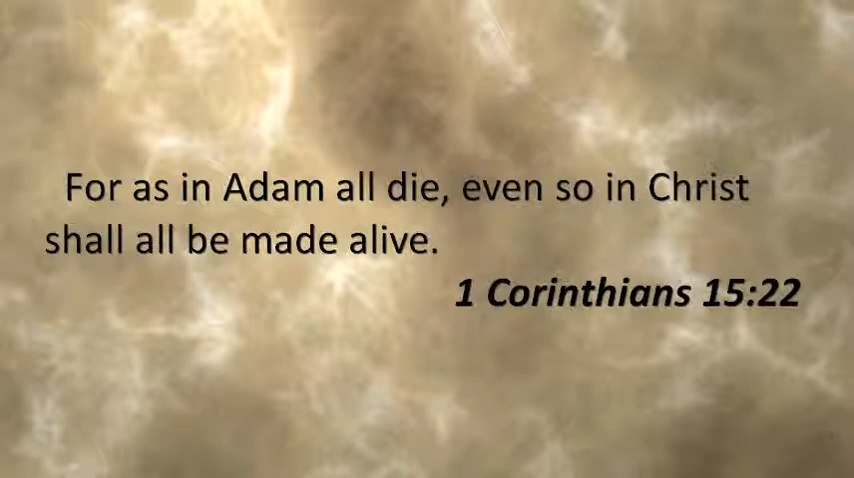 For as in Adam all die, even so in Christ
shall all be made alive.
1 Corinthians 15:22